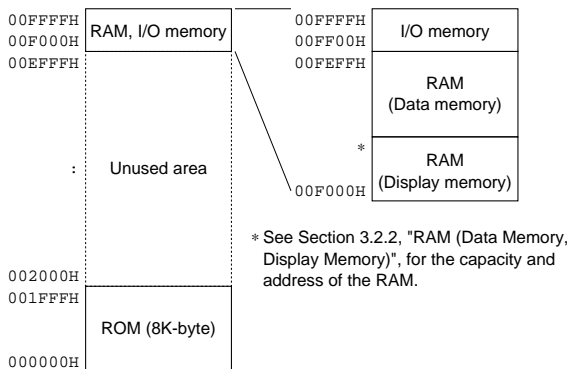 00FFFFH
00F000H
00EFFFH
:
002000H
001FFFH
000000H
RAM, I/O memory
Unused area
ROM (8K-byte)
00FFFFH
00FF00H
00FEFFH
*
00F000H
I/O memory
RAM
(Data memory)
RAM
(Display memory)
* See Section 3.2.2, "RAM (Data Memory,
Display Memory)", for the capacity and
address of the RAM.